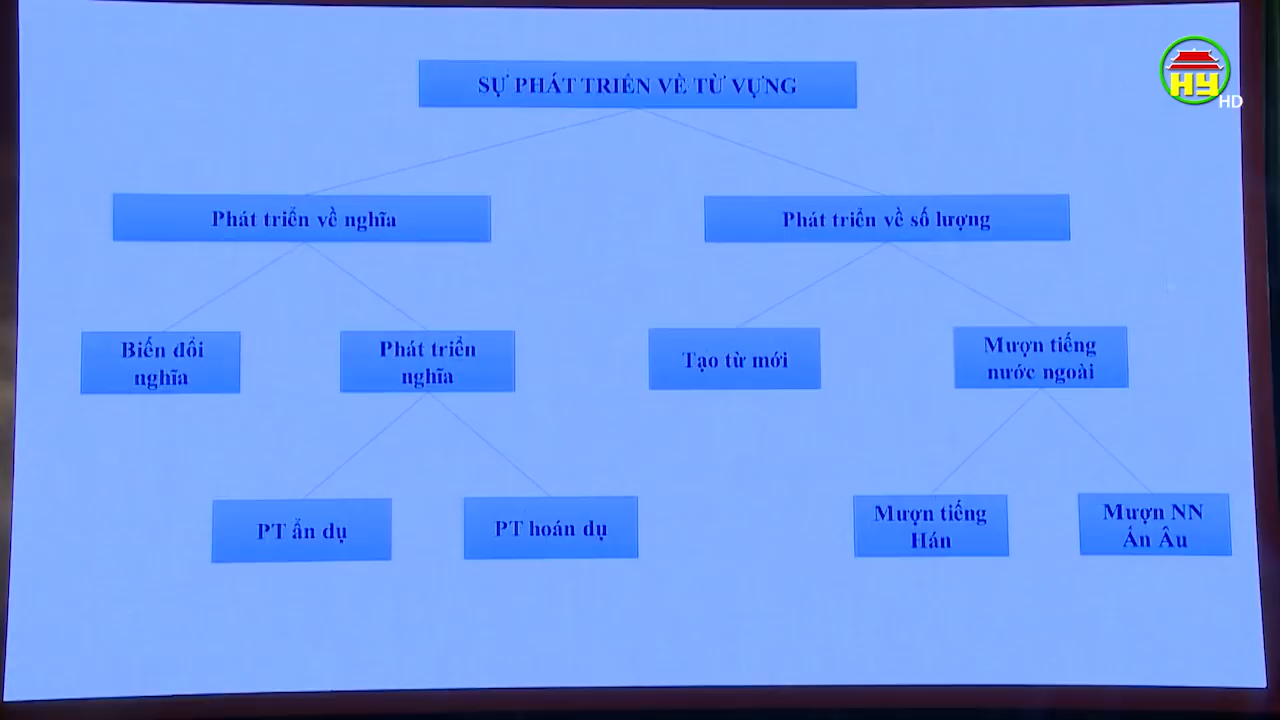 SỰ PHÁT TRIỂN VỀ TỪ VỰNG
HY
HD
Phát triển về nghĩa
Phát triển về số lượng
Biến đổi
nghĩa
Phát triển
nghĩa
Tạo từ mới
Mượn tiếng
nước ngoài
PT ẩn dụ
PT hoán dụ
Mượn tiếng
Hán
Mượn NN
Ấn Âu